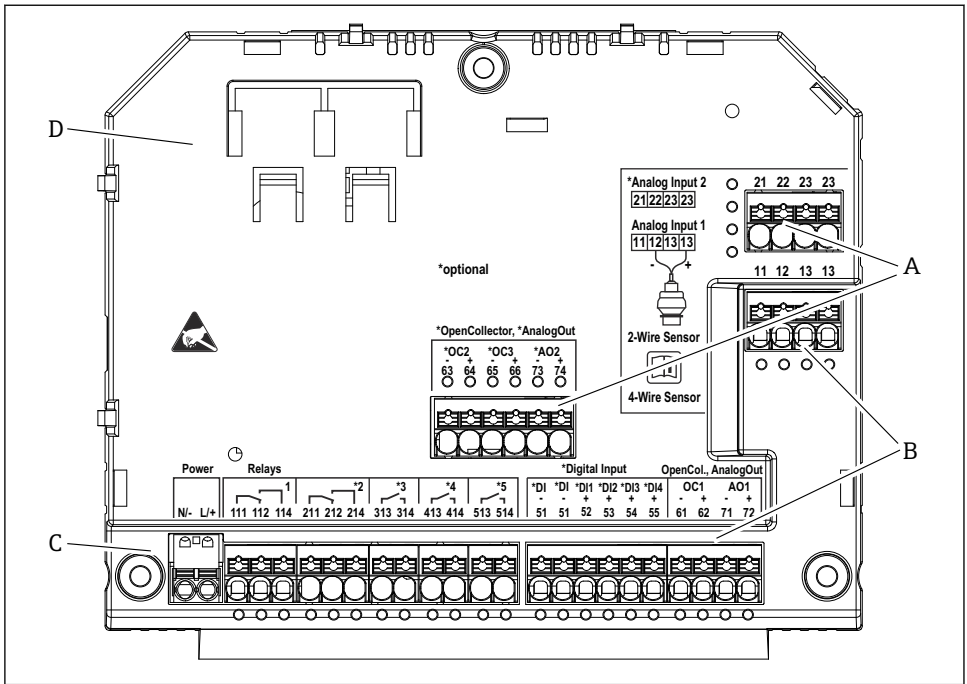 D
*Analog Input 2
21 22 23 23
21 22 23 23
Analog Input 1
11 12 13 13
- +
A
11 12 13 13
*optional
2-Wire Sensor
4-Wire Sensor
*OpenCollector, *AnalogOut
*OC2 *OC3 *AO2
- + - + - +
63 64 65 66 73 74
B
Power Relays *Digital Input OpenCol., AnalogOut
1 *2 *3 *4 *5
*DI *DI *DI1 *DI2 *DI3 *DI4 OC1 AO1
- - + + + + - + - +
N/- L/+ 111 112 114 211 212 214 313 314 413 414 513 514 51 51 52 53 54 55 61 62 71 72
C